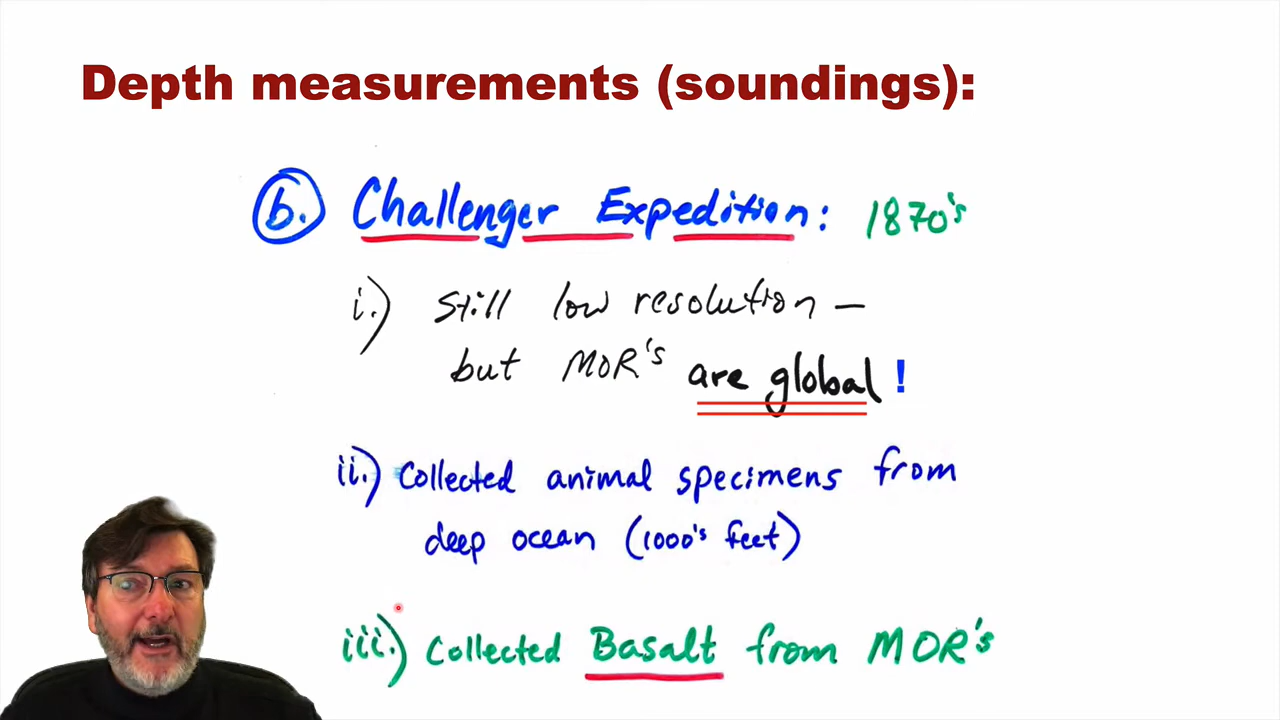 Depth measurements (soundings):
b. Challenger Expedition: 1870's
i.) Still low resolution —
but MOR's are global!
ii.) Collected animal specimens from
deep ocean (1000's feet)
iii.) Collected Basalt from MOR's